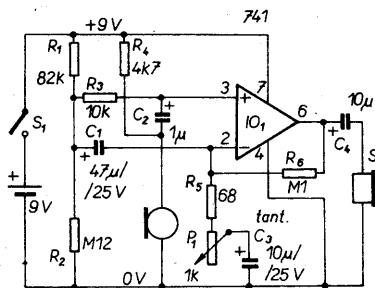 +9V
741
R1
82k
R4
4k7
R3
10k
C2
1μ
3
+
7
IO1
6
2
−
4
10μ
+
C4
S1
C1
+
47μ/
/25V
R5
68
R6
M1
S
+
9V
R2
M12
P1
1k
tant.
C3
+
10μ/
/25V
0V